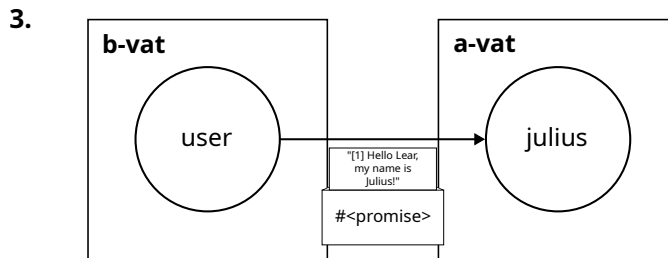 3.
b-vat
a-vat
user
julius
"[1] Hello Lear,
my name is
Julius!"
#<promise>